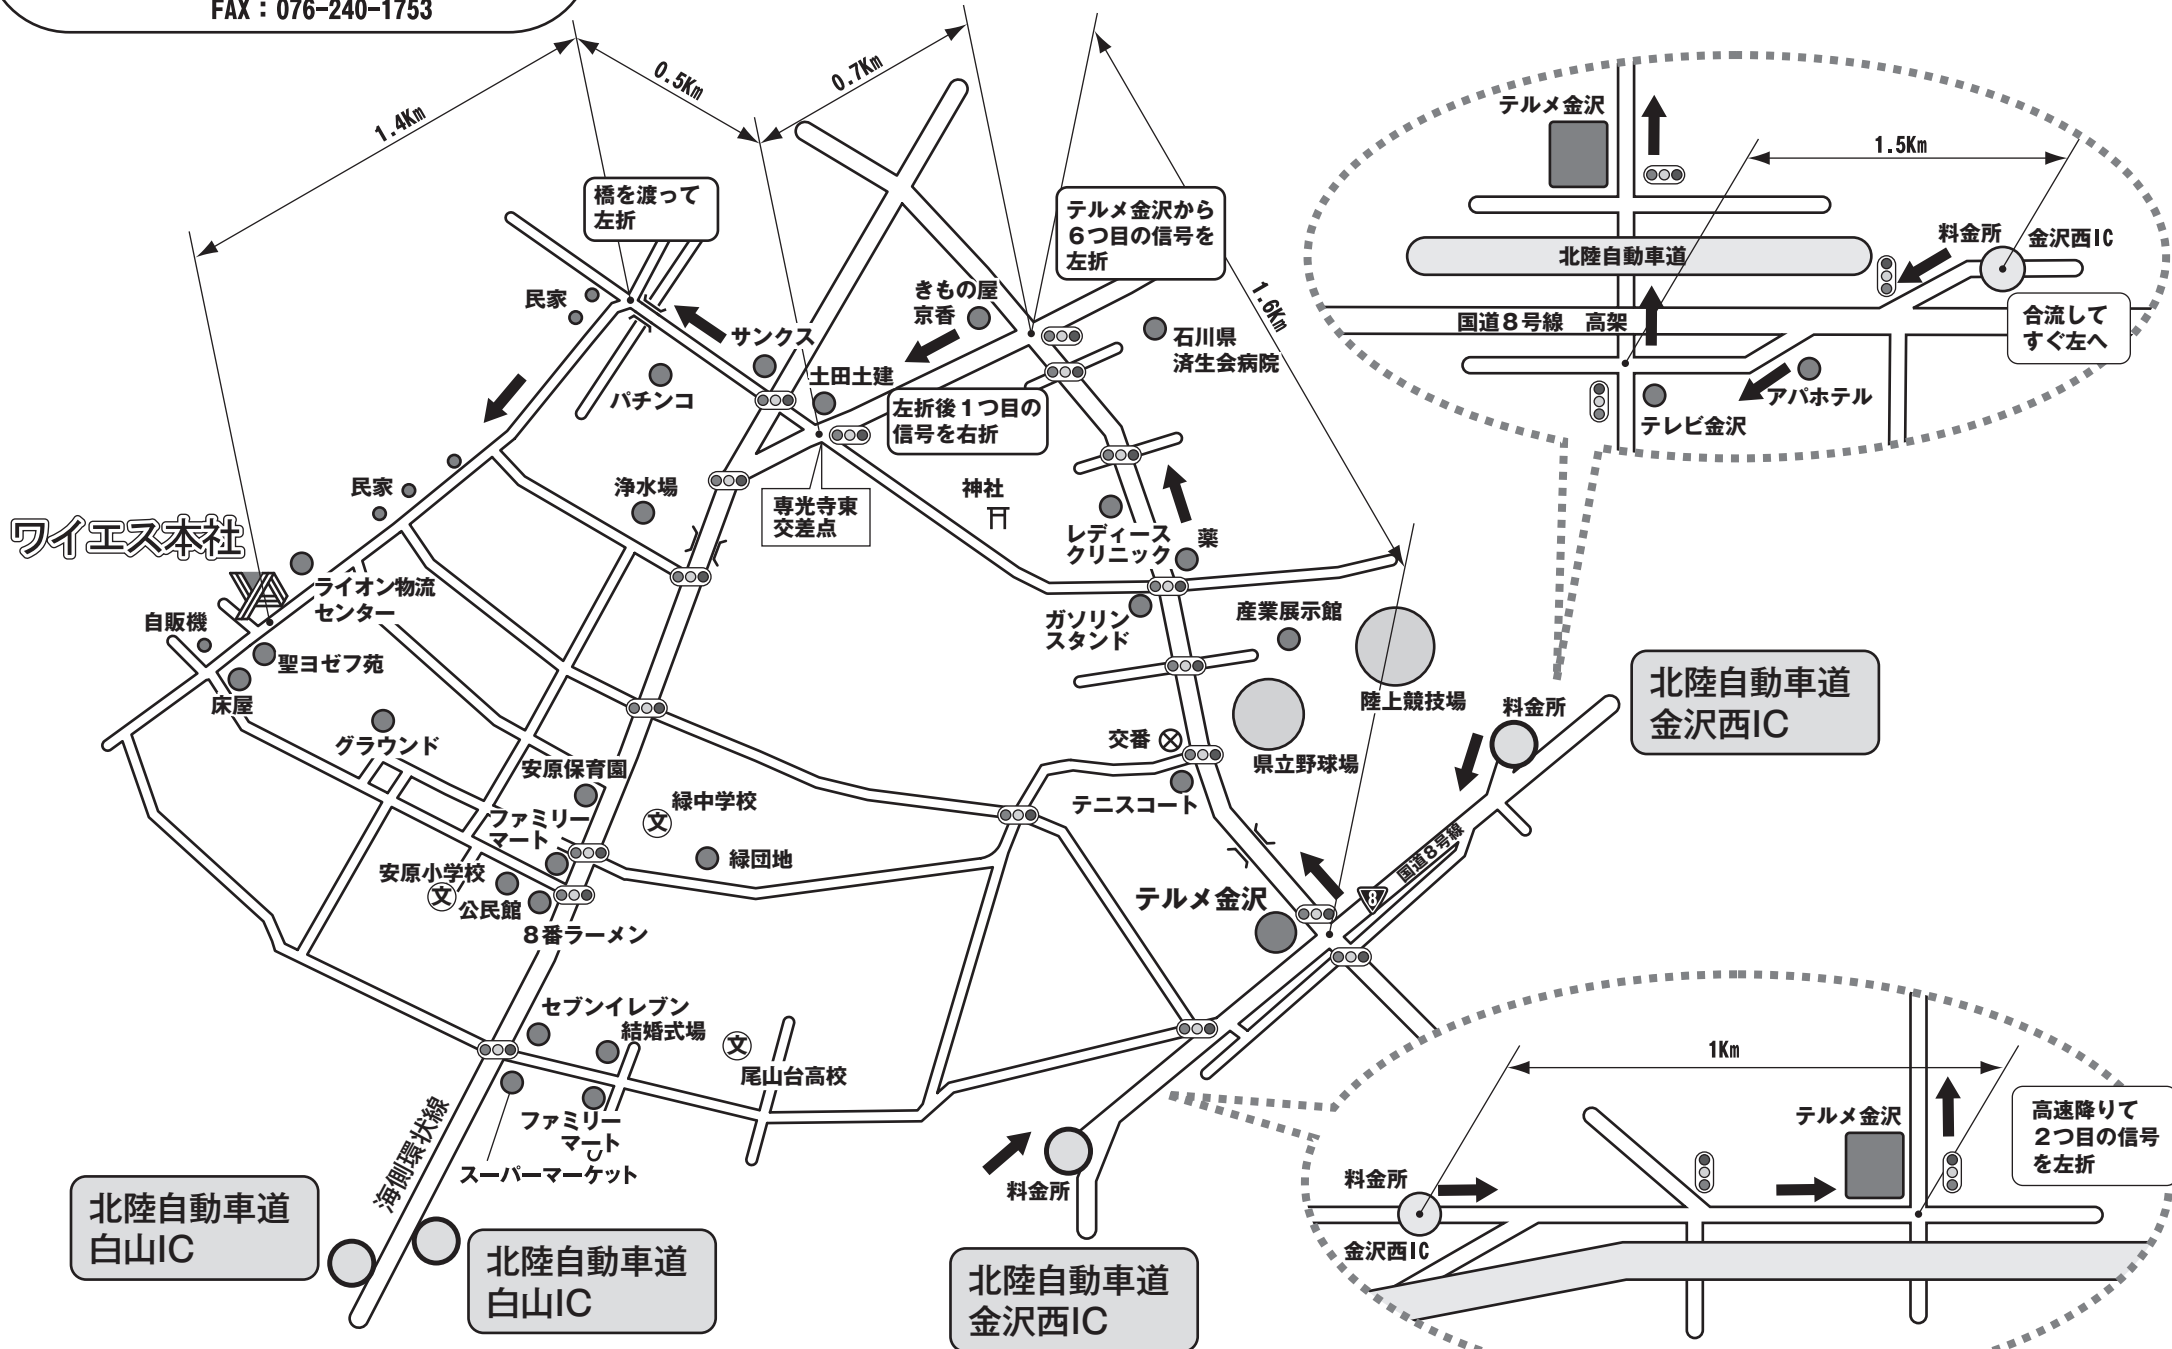 FAX：076-240-1753
1.4Km
0.5Km
0.7Km
1.6Km
橋を渡って
左折
テルメ金沢から
６つ目の信号を
左折
民家
サンクス
きもの屋
京香
石川県
済生会病院
パチンコ
土田土建
左折後１つ目の
信号を右折
民家
浄水場
専光寺東
交差点
神社
レディース
クリニック
薬
ワイエス本社
ライオン物流
センター
自販機
聖ヨゼフ苑
床屋
ガソリン
スタンド
産業展示館
陸上競技場
県立野球場
交番
テニスコート
グラウンド
安原保育園
緑中学校
ファミリー
マート
緑団地
安原小学校
文
文
公民館
８番ラーメン
テルメ金沢
国道８号線
8
料金所
北陸自動車道
金沢西IC
セブンイレブン
結婚式場
文
尾山台高校
ファミリー
マート
スーパーマーケット
海側環状線
北陸自動車道
白山IC
北陸自動車道
白山IC
料金所
北陸自動車道
金沢西IC
テルメ金沢
1.5Km
料金所
金沢西IC
北陸自動車道
国道８号線　高架
合流して
すぐ左へ
アパホテル
テレビ金沢
1Km
テルメ金沢
高速降りて
２つ目の信号
を左折
料金所
金沢西IC